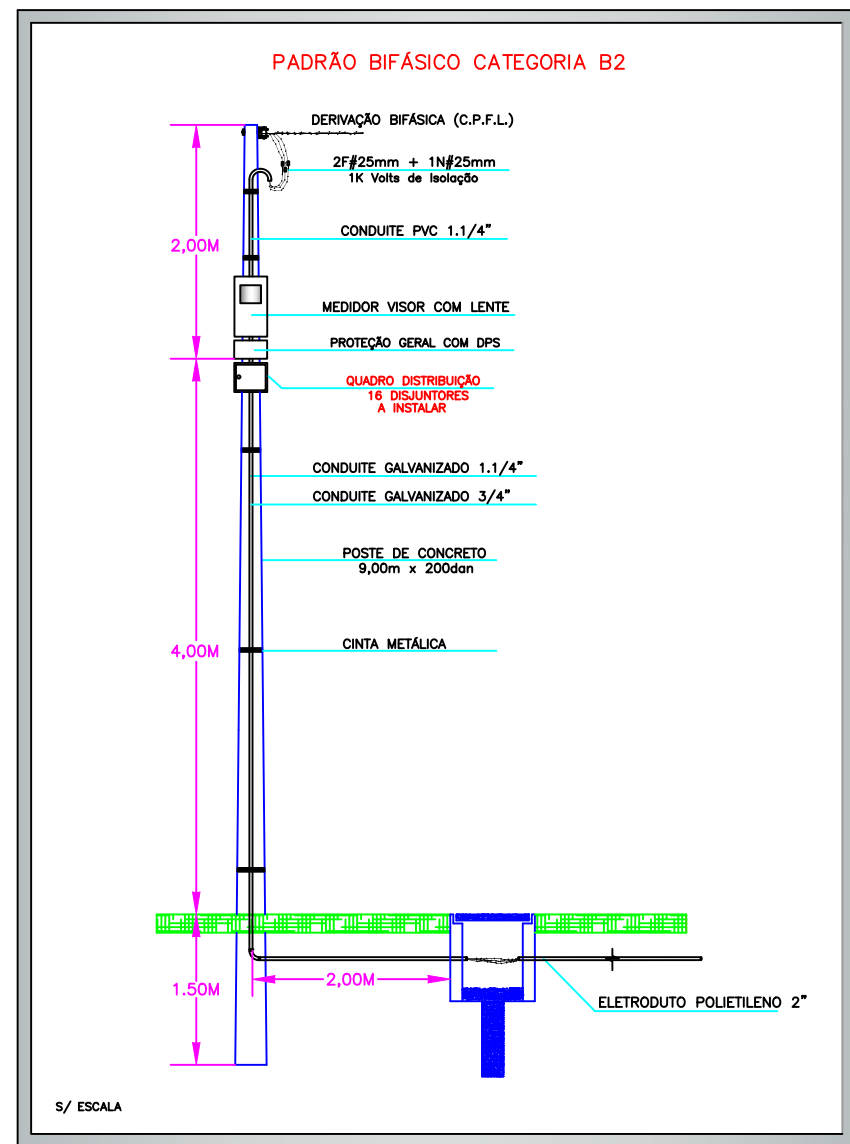 PADRÃO BIFÁSICO CATEGORIA B2
DERIVAÇÃO BIFÁSICA (C.P.F.L.)
2F#25mm + 1N#25mm
1K Volts de Isolação
CONDUITE PVC 1.1/4"
2,00M
MEDIDOR VISOR COM LENTE
PROTEÇÃO GERAL COM DPS
QUADRO DISTRIBUIÇÃO
16 DISJUNTORES
A INSTALAR
CONDUITE GALVANIZADO 1.1/4"
CONDUITE GALVANIZADO 3/4"
POSTE DE CONCRETO
9,00m x 200dan
CINTA METÁLICA
4,00M
2,00M
1.50M
ELETRODUTO POLIETILENO 2"
S/ ESCALA